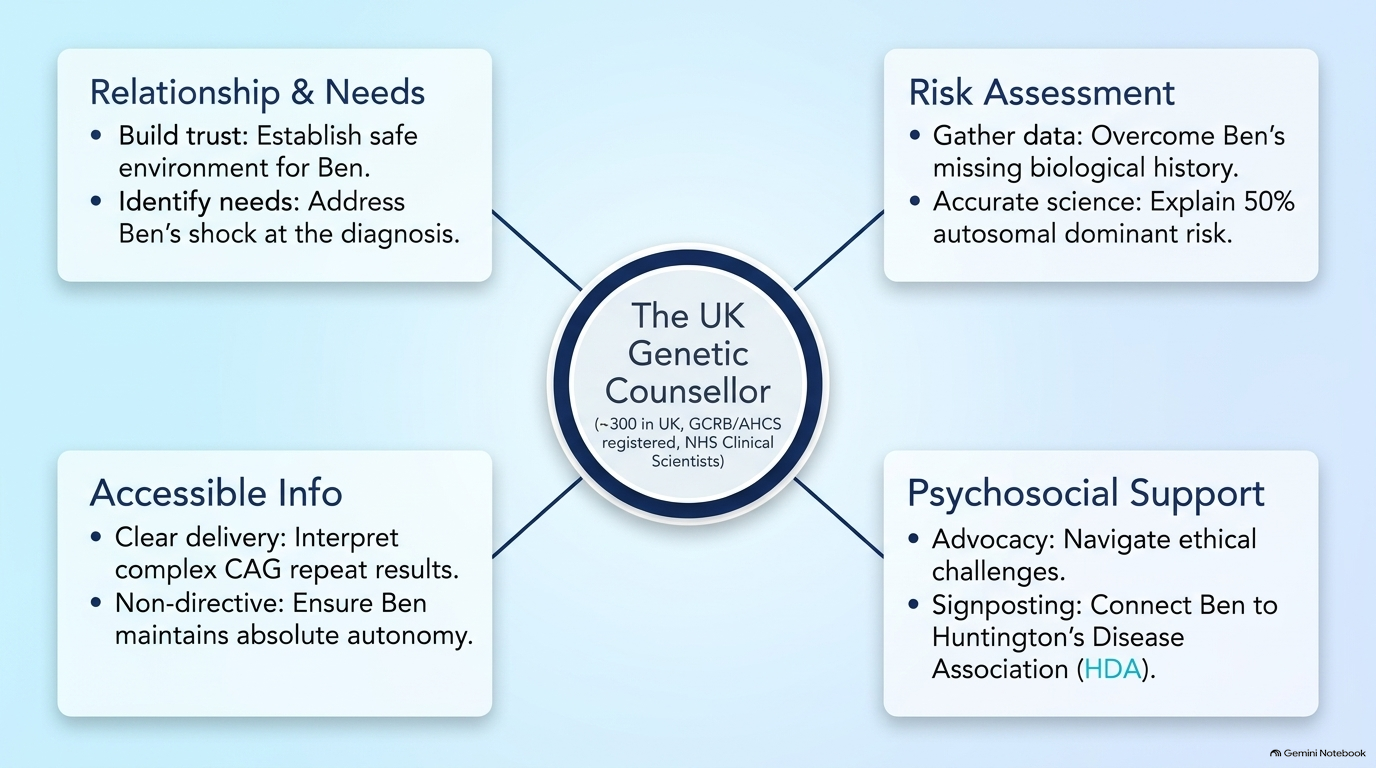 Relationship & Needs
• Build trust: Establish safe
environment for Ben.
• Identify needs: Address
Ben's shock at the diagnosis.
Risk Assessment
• Gather data: Overcome Ben's
missing biological history.
• Accurate science: Explain 50%
autosomal dominant risk.
The UK
Genetic
Counsellor
(~300 in UK, GCRB/AHCS
registered, NHS Clinical
Scientists)
Accessible Info
• Clear delivery: Interpret
complex CAG repeat results.
• Non-directive: Ensure Ben
maintains absolute autonomy.
Psychosocial Support
• Advocacy: Navigate ethical
challenges.
• Signposting: Connect Ben to
Huntington's Disease
Association (HDA).
Gemini Notebook